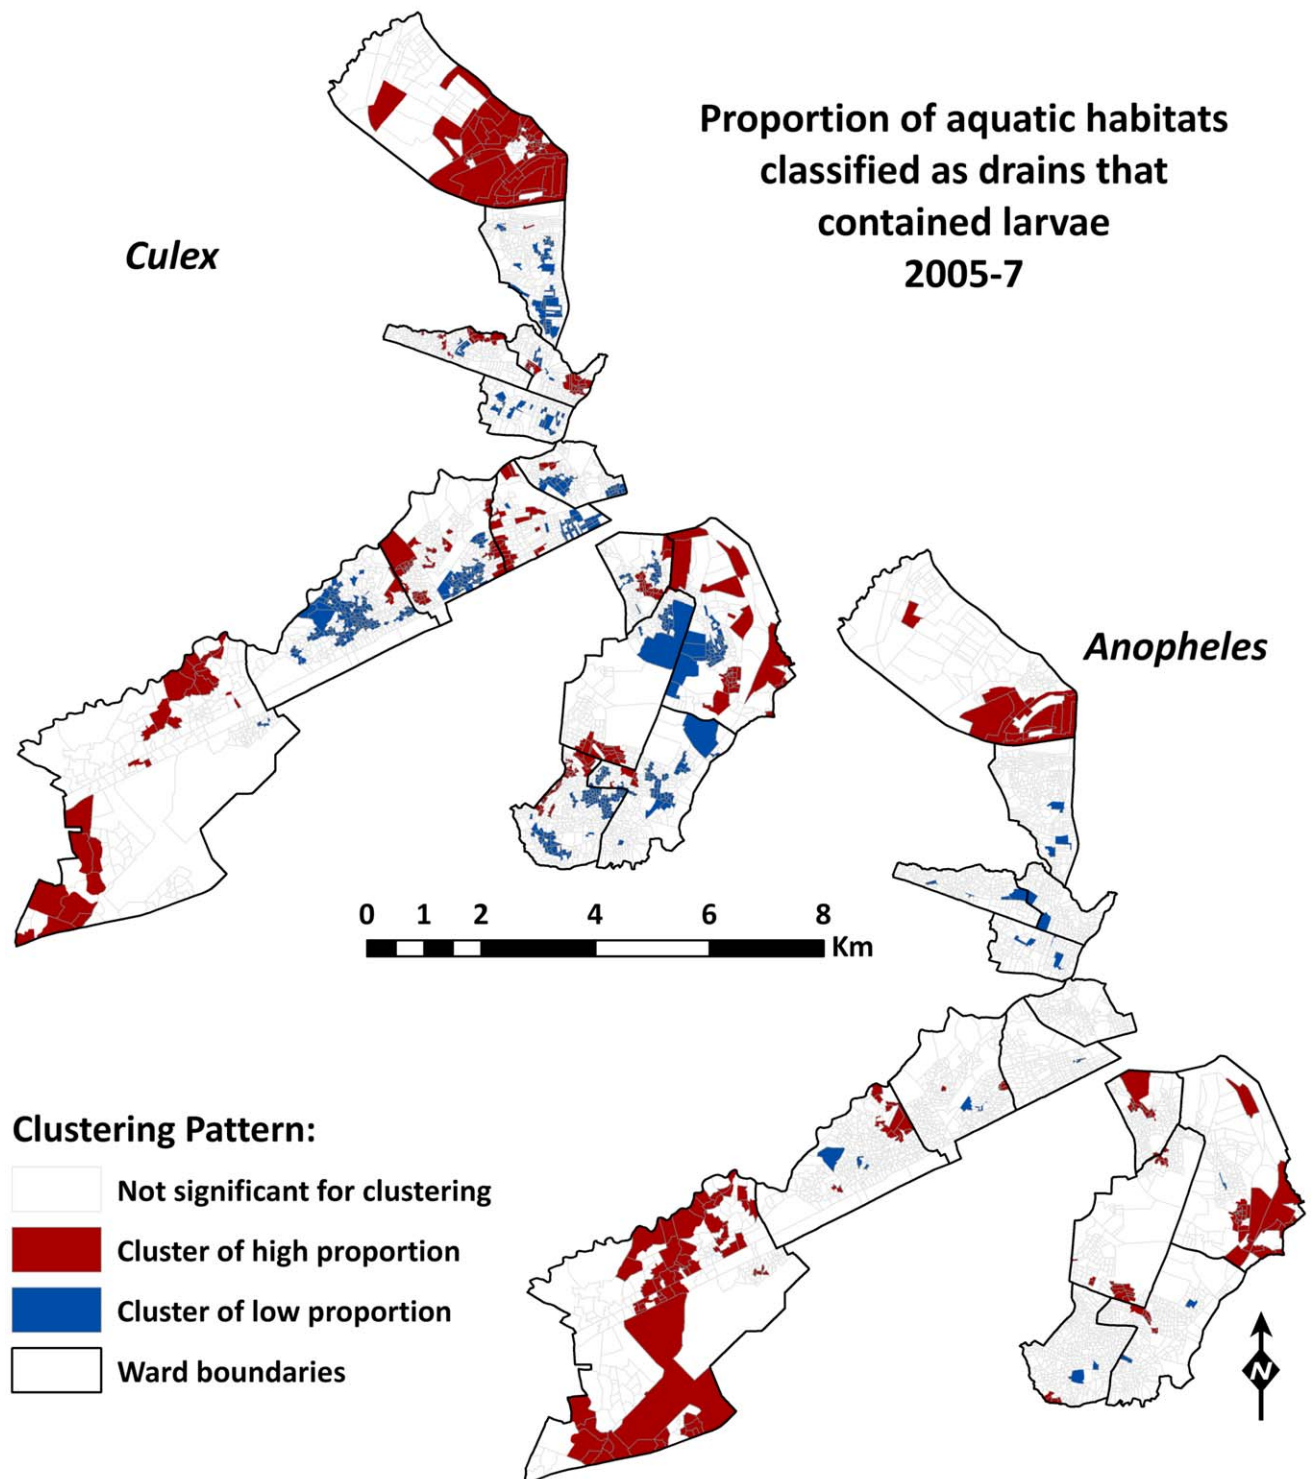 Proportion of aquatic habitats
classified as drains that
contained larvae
2005-7
Culex
Anopheles
0 1 2 4 6 8
Km
Clustering Pattern:
Not significant for clustering
Cluster of high proportion
Cluster of low proportion
Ward boundaries
N